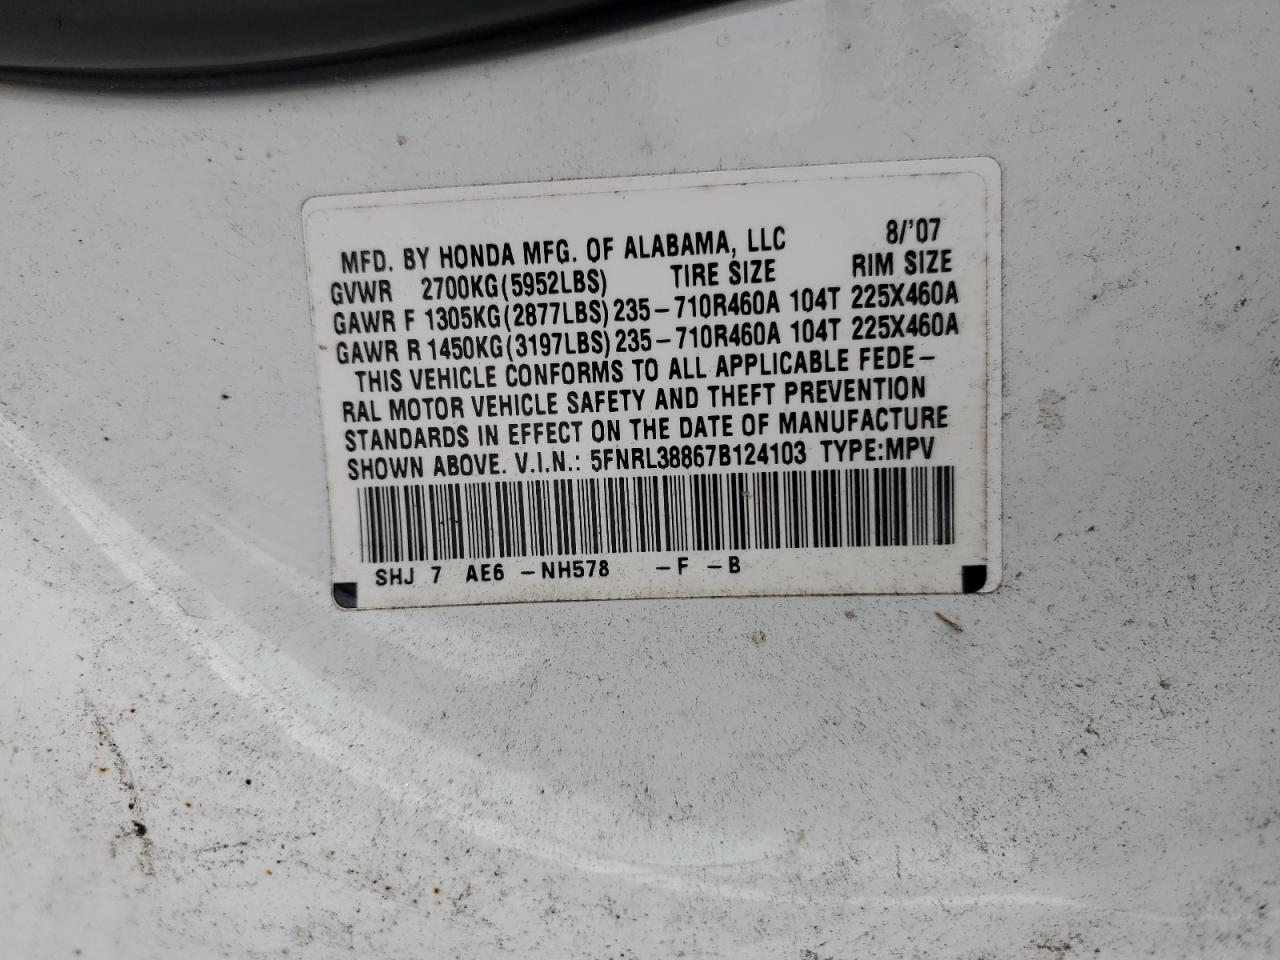 MFD. BY HONDA MFG. OF ALABAMA, LLC 8/'07
GVWR 2700KG(5952LBS) TIRE SIZE RIM SIZE
GAWR F 1305KG(2877LBS)235-710R460A 104T 225X460A
GAWR R 1450KG(3197LBS)235-710R460A 104T 225X460A
THIS VEHICLE CONFORMS TO ALL APPLICABLE FEDE-
RAL MOTOR VEHICLE SAFETY AND THEFT PREVENTION
STANDARDS IN EFFECT ON THE DATE OF MANUFACTURE
SHOWN ABOVE. V.I.N.: 5FNRL38867B124103 TYPE:MPV
SHJ 7 AE6 -NH578 -F -B